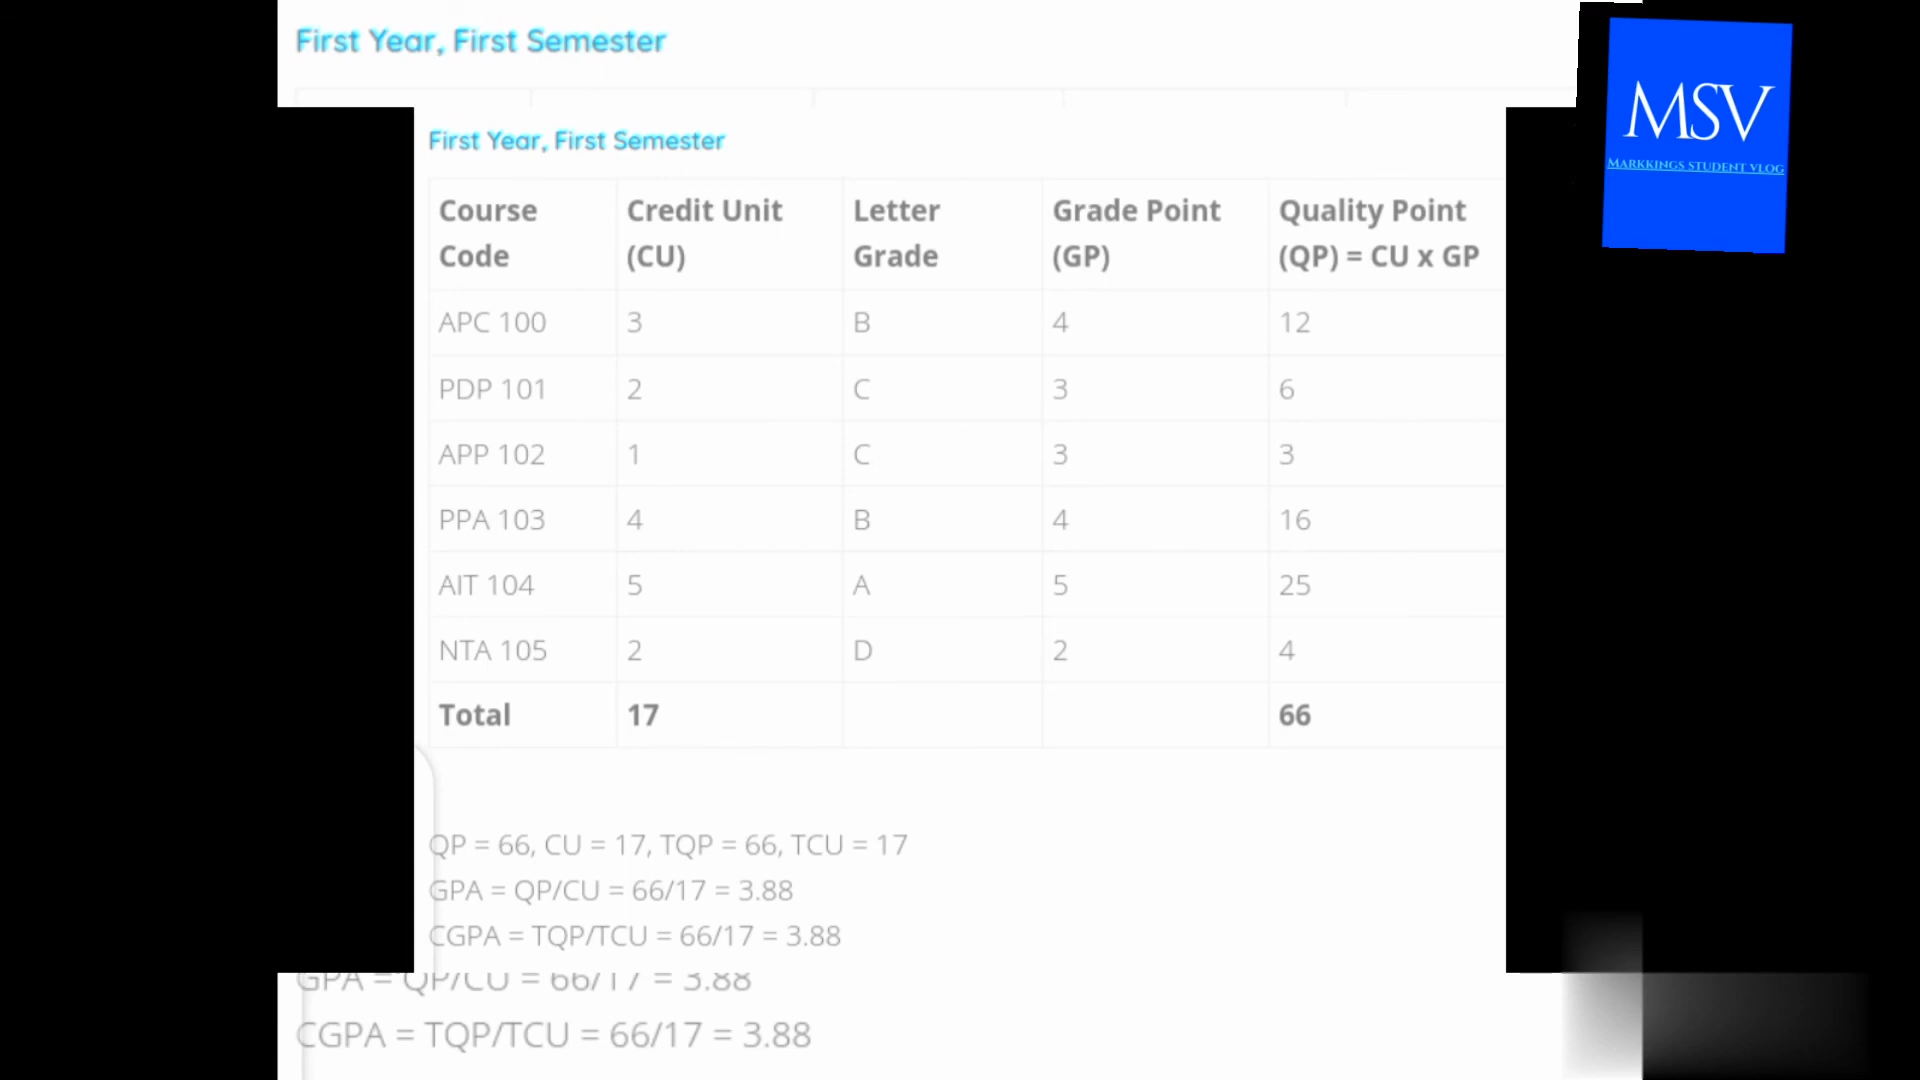 First Year, First Semester
MSV
MARKKINGS STUDENT VLOG
First Year, First Semester
Course Code Credit Unit (CU) Letter Grade Grade Point (GP) Quality Point (QP) = CU x GP
APC 100 3 B 4 12
PDP 101 2 C 3 6
APP 102 1 C 3 3
PPA 103 4 B 4 16
AIT 104 5 A 5 25
NTA 105 2 D 2 4
Total 17 66
QP = 66, CU = 17, TQP = 66, TCU = 17
GPA = QP/CU = 66/17 = 3.88
CGPA = TQP/TCU = 66/17 = 3.88
GPA = QP/CU = 66/17 = 3.88
CGPA = TQP/TCU = 66/17 = 3.88